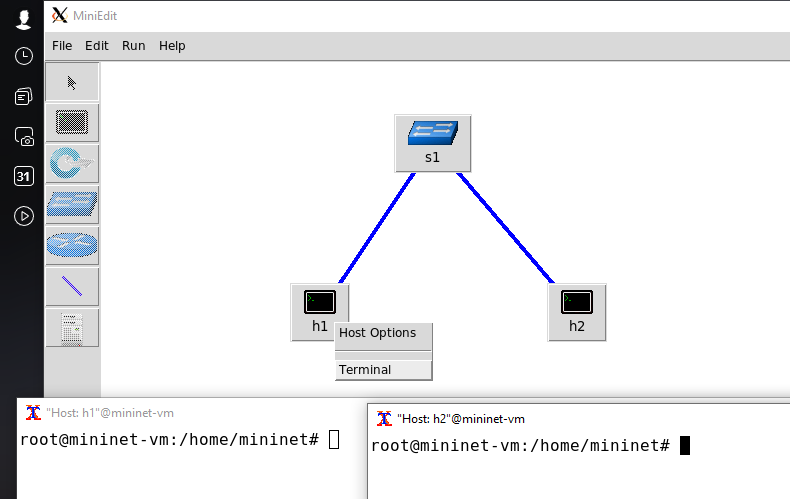 MiniEdit
File Edit Run Help
31
s1
h1
h2
Host Options
Terminal
"Host: h1"@mininet-vm
root@mininet-vm:/home/mininet#
"Host: h2"@mininet-vm
root@mininet-vm:/home/mininet#